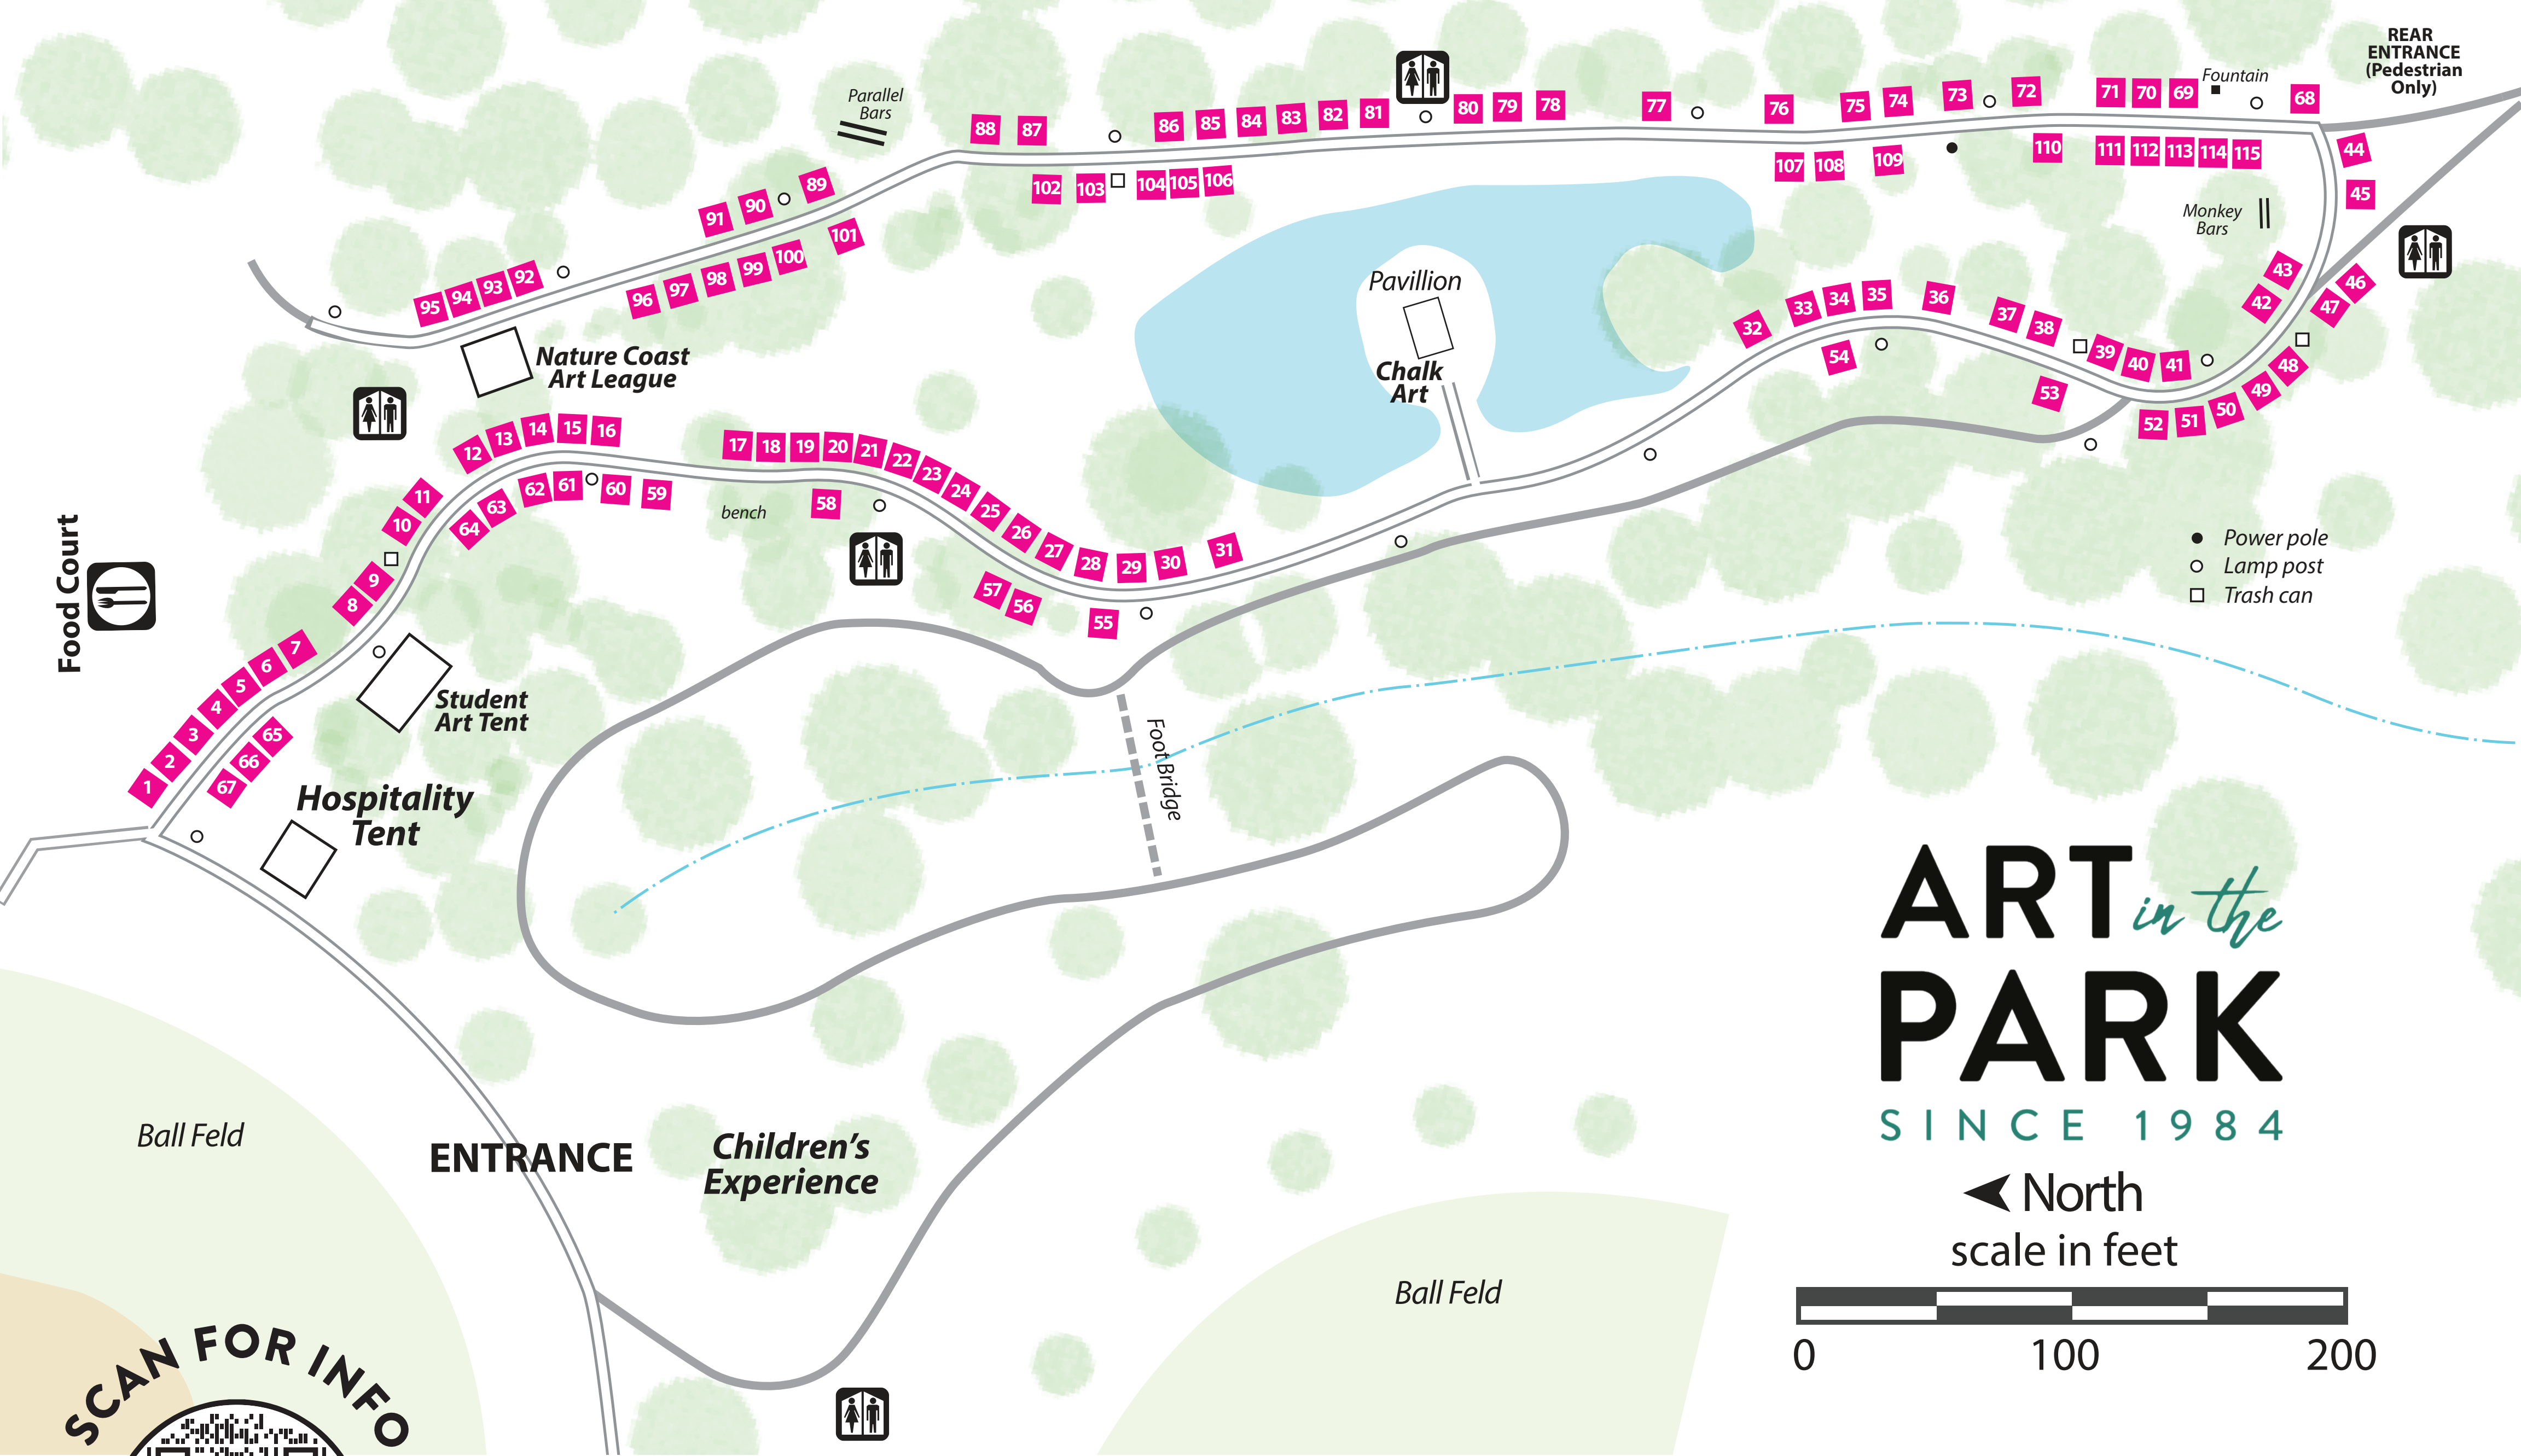 REAR
ENTRANCE
(Pedestrian
Only)
Fountain
Parallel
Bars
88 87 86 85 84 83 82 81 80 79 78 77 76 75 74 73 72 71 70 69 68
102 103 104 105 106 107 108 109 110 111 112 113 114 115 44
45
Monkey
Bars
91 90 89
95 94 93 92
96 97 98 99 100 101
43
42
46
47
Pavillion
Chalk
Art
32 33 34 35 36 37 38 39 40 41
54
53
52 51 50 49 48
Nature Coast
Art League
12 13 14 15 16
17 18 19 20 21 22 23 24 25 26 27 28 29 30 31
11
10
64 63 62 61 60 59
bench
58
57 56
55
Food Court
9
8
Power pole
Lamp post
Trash can
1 2 3 4 5 6 7
67 66 65
Student
Art Tent
Foot Bridge
Hospitality
Tent
ART in the
PARK
SINCE 1984
Ball Feld
ENTRANCE
Children's
Experience
North
scale in feet
Ball Feld
0 100 200
SCAN FOR INFO